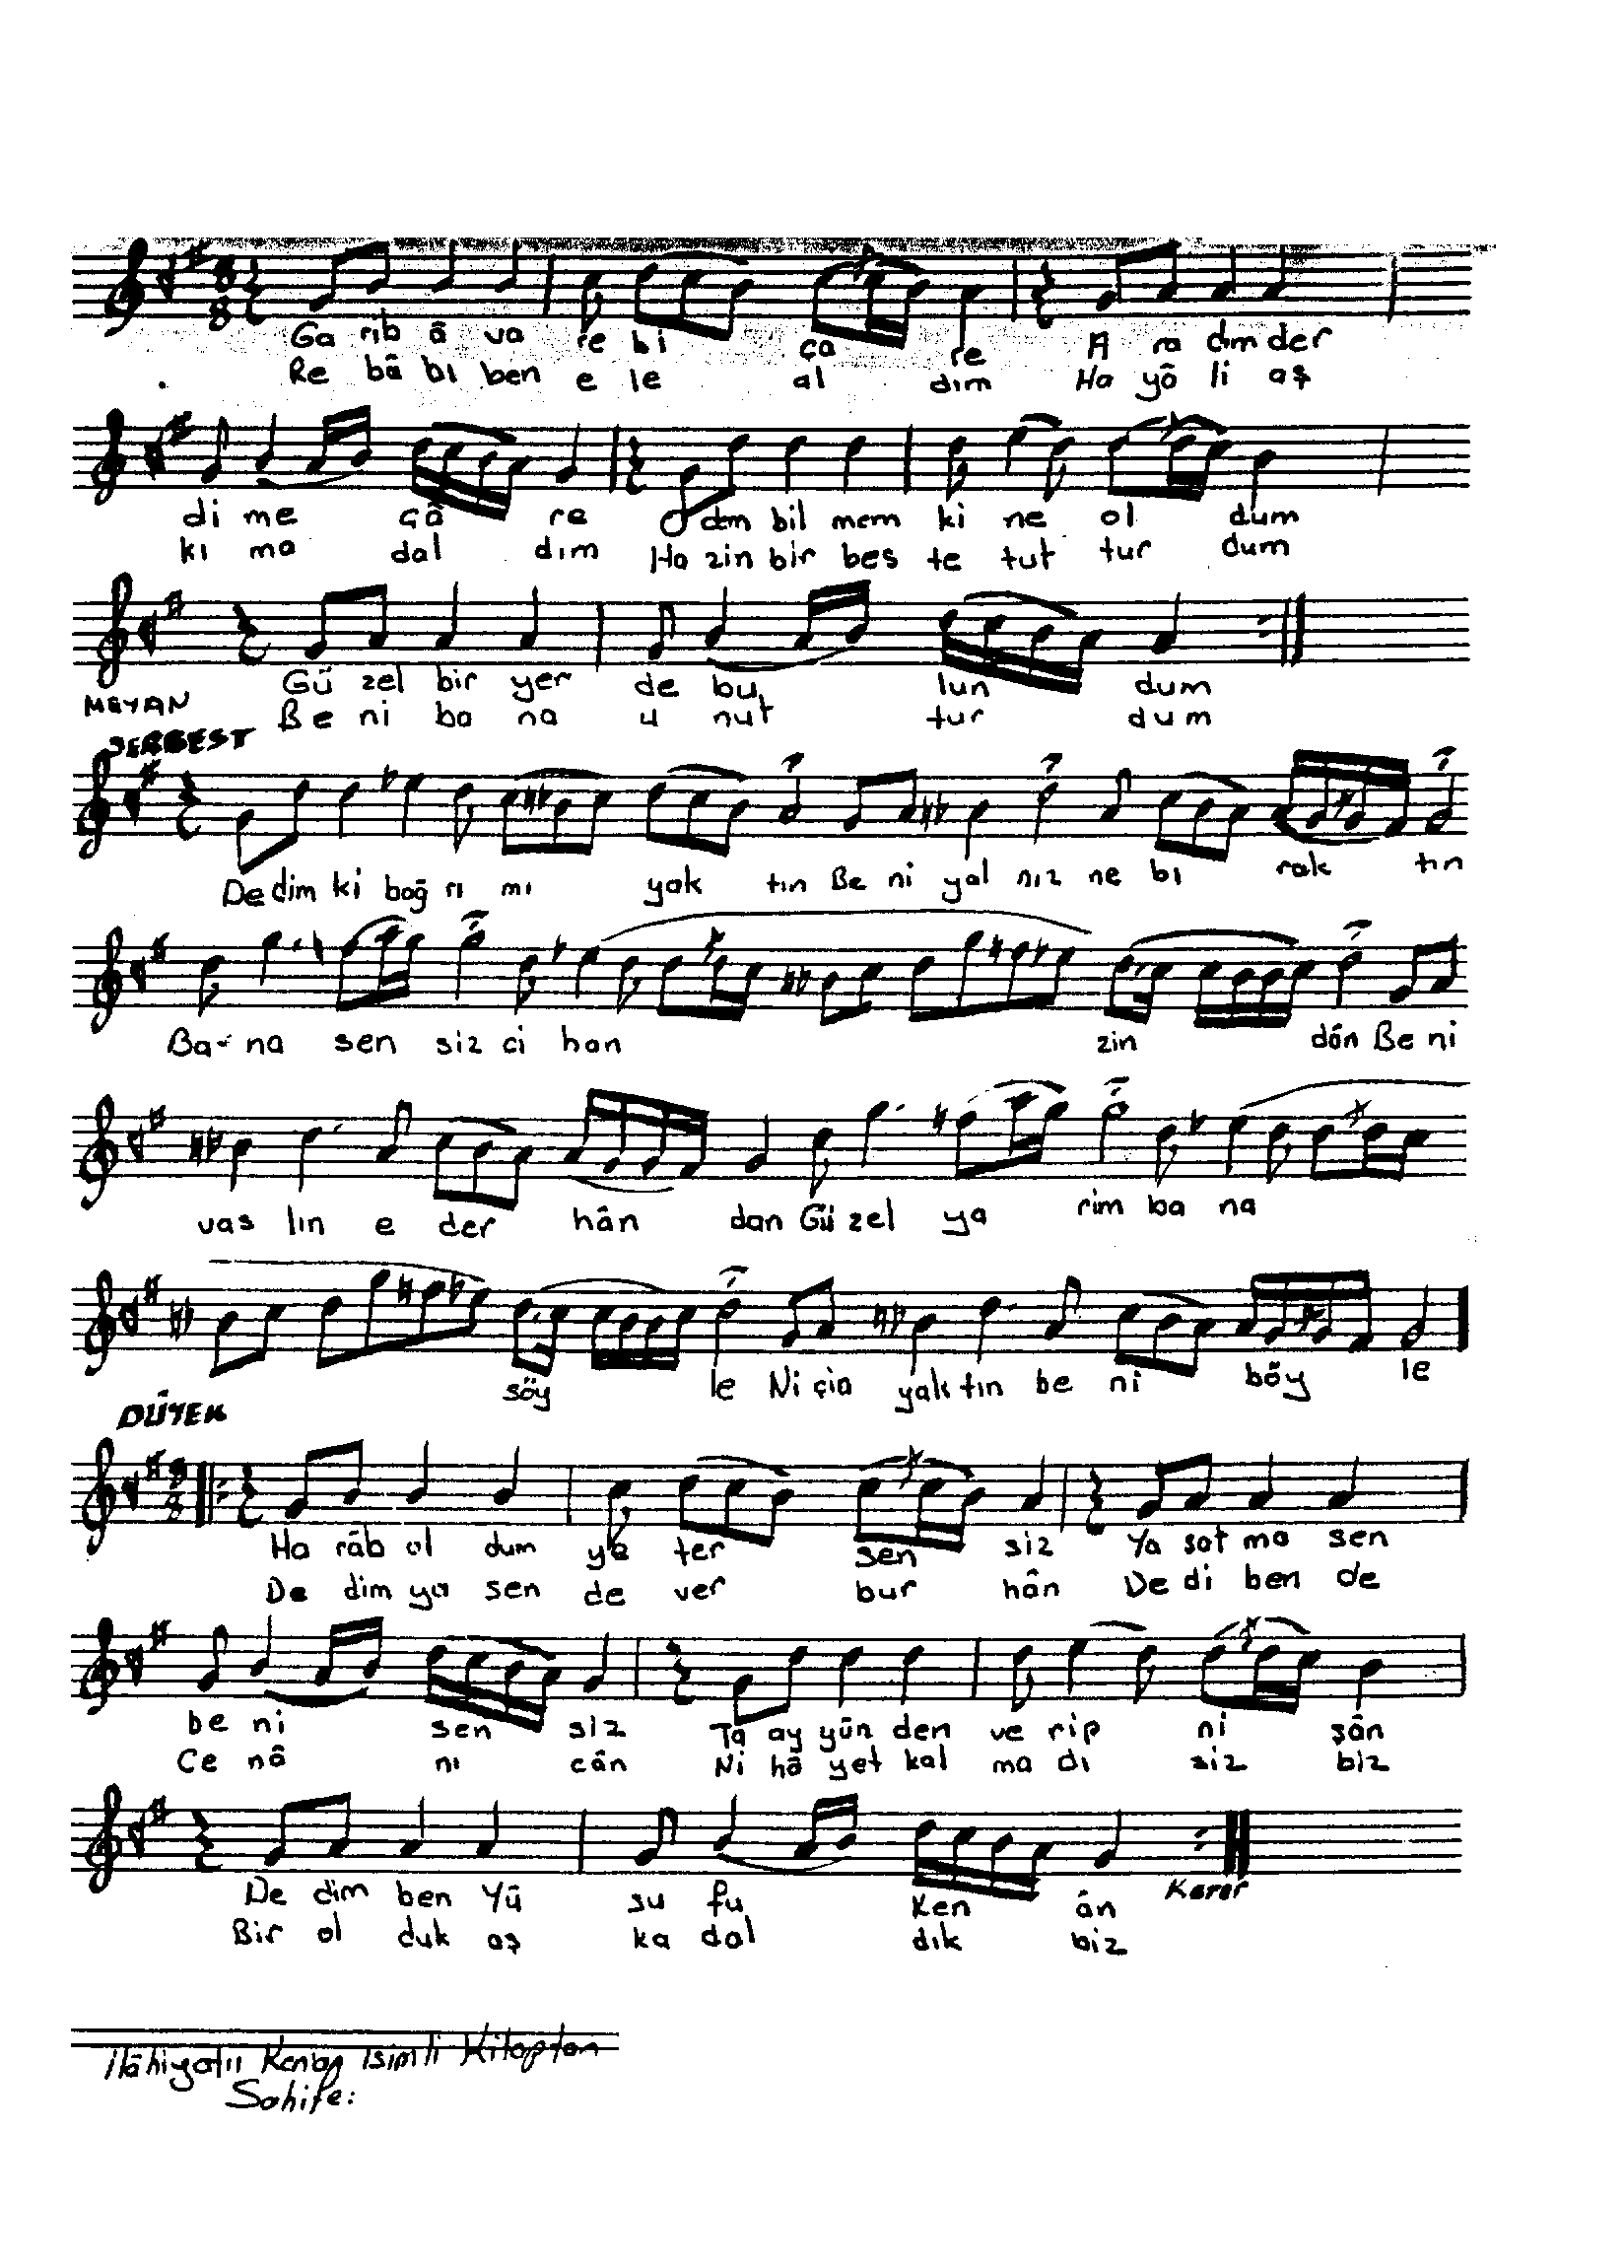 8
8
Ga rib â va re bi ça re A ra dım der
Re bâ bı ben e le al dım Ha yâ li aş
di me çâ re O dım bil mem ki ne ol dum
kı ma dal dım Ha zin bir bes te tut tur dum
Gü zel bir yer de bu lun dum
MEYAN
Be ni ba na u nut tur dum
SERBEST
De dim ki bağ rı mı yak tın Be ni yal nız ne bı rak tın
Ba na sen siz ci han zin dân Be ni
vas lın e der hân dan Gü zel ya rim ba na
söy le Ni çin yak tın be ni böy le
DÜYEK
Ha râb ol dum ye ter sen siz Ya şat ma sen
De dim ya sen de ver bur hân De di ben de
be ni sen siz Ta ay yün den ve rip ni şân
Ce nâ nı cân Ni hâ yet kal ma dı siz biz
De dim ben Yü su fu Ken ân Karar
Bir ol duk aş ka dal dık biz
İlâhiyatıı Kenan isimli Kitaptan
Sahife: